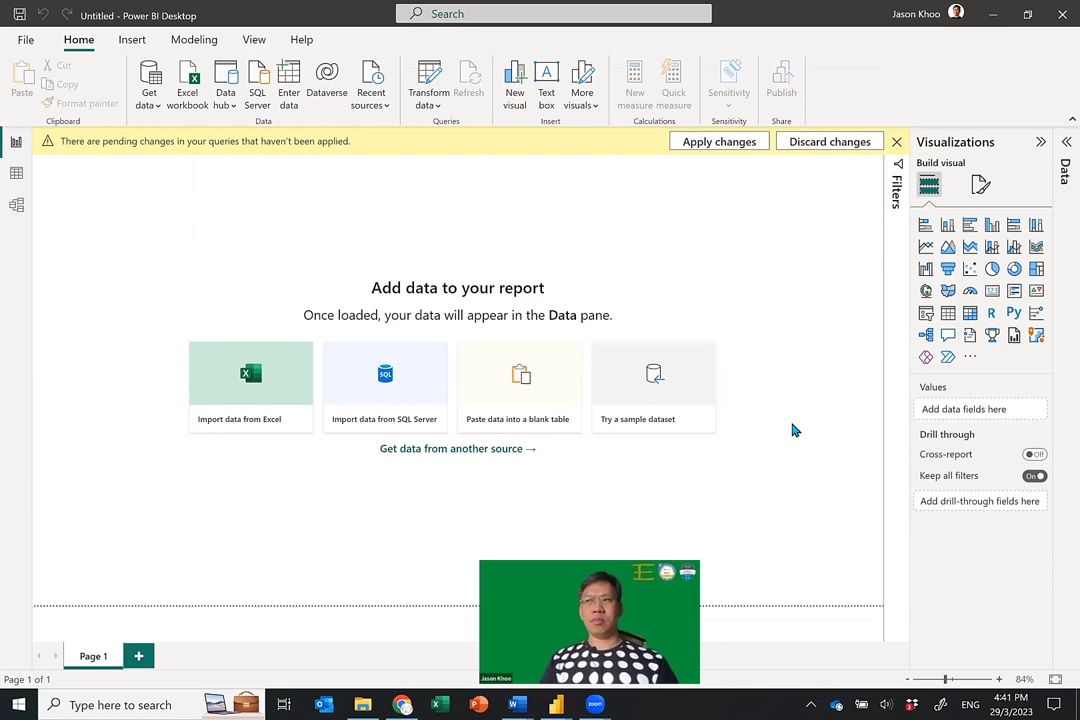 Untitled - Power BI Desktop
Search
Jason Khoo
File
Home
Insert
Modeling
View
Help
Paste
Cut
Copy
Format painter
Clipboard
Get data
Excel workbook
Data hub
SQL Server
Enter data
Dataverse
Recent sources
Data
Transform data
Refresh
Queries
New visual
Text box
More visuals
Insert
New measure
Quick measure
Calculations
Sensitivity
Sensitivity
Publish
Share
There are pending changes in your queries that haven't been applied.
Apply changes
Discard changes
Filters
Visualizations
Build visual
Data
Add data to your report
Once loaded, your data will appear in the Data pane.
SQL
Import data from Excel
Import data from SQL Server
Paste data into a blank table
Try a sample dataset
Get data from another source →
123
R
Py
Values
Add data fields here
Drill through
Cross-report
Off
Keep all filters
On
Add drill-through fields here
Jason Khoo
Page 1
Page 1 of 1
84%
Type here to search
zoom
ENG
4:41 PM
29/3/2023